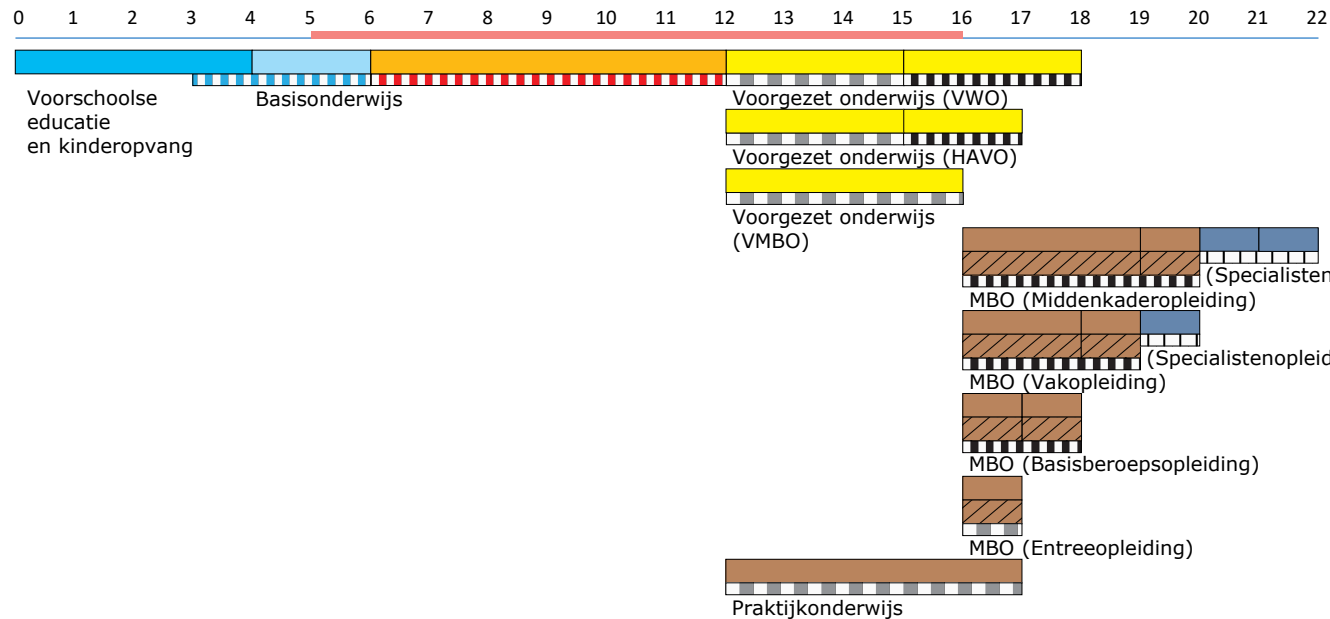 0 1 2 3 4 5 6 7 8 9 10 11 12 13 14 15 16 17 18 19 20 21 22
Voorschoolse
educatie
en kinderopvang
Basisonderwijs
Voorgezet onderwijs (VWO)
Voorgezet onderwijs (HAVO)
Voorgezet onderwijs
(VMBO)
(Specialisten
MBO (Middenkaderopleiding)
(Specialistenopleid
MBO (Vakopleiding)
MBO (Basisberoepsopleiding)
MBO (Entreeopleiding)
Praktijkonderwijs